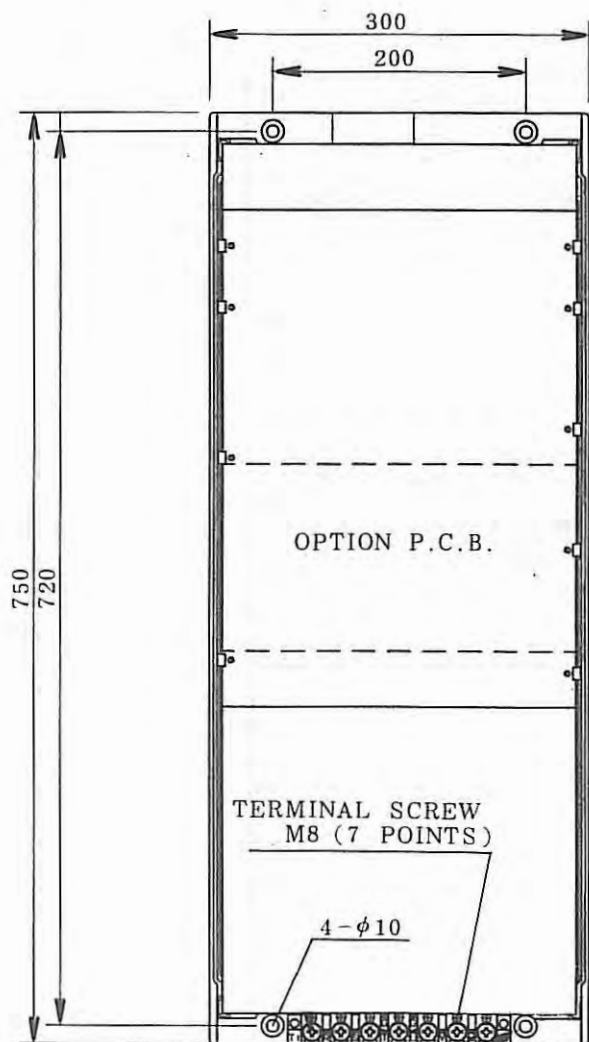 300
200
750
720
OPTION P.C.B.
TERMINAL SCREW
M8 (7 POINTS)
4-φ10